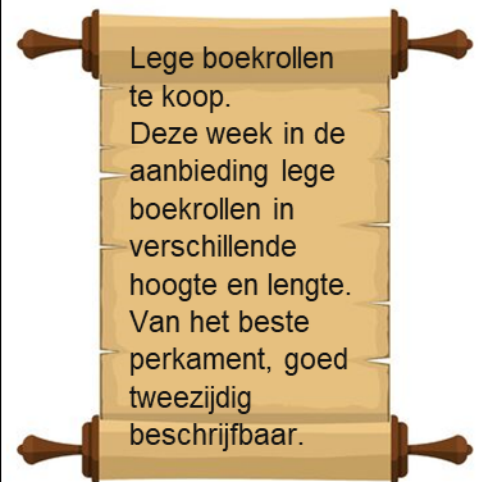 Lege boekrollen
te koop.
Deze week in de
aanbieding lege
boekrollen in
verschillende
hoogte en lengte.
Van het beste
perkament, goed
tweezijdig
beschrijfbaar.